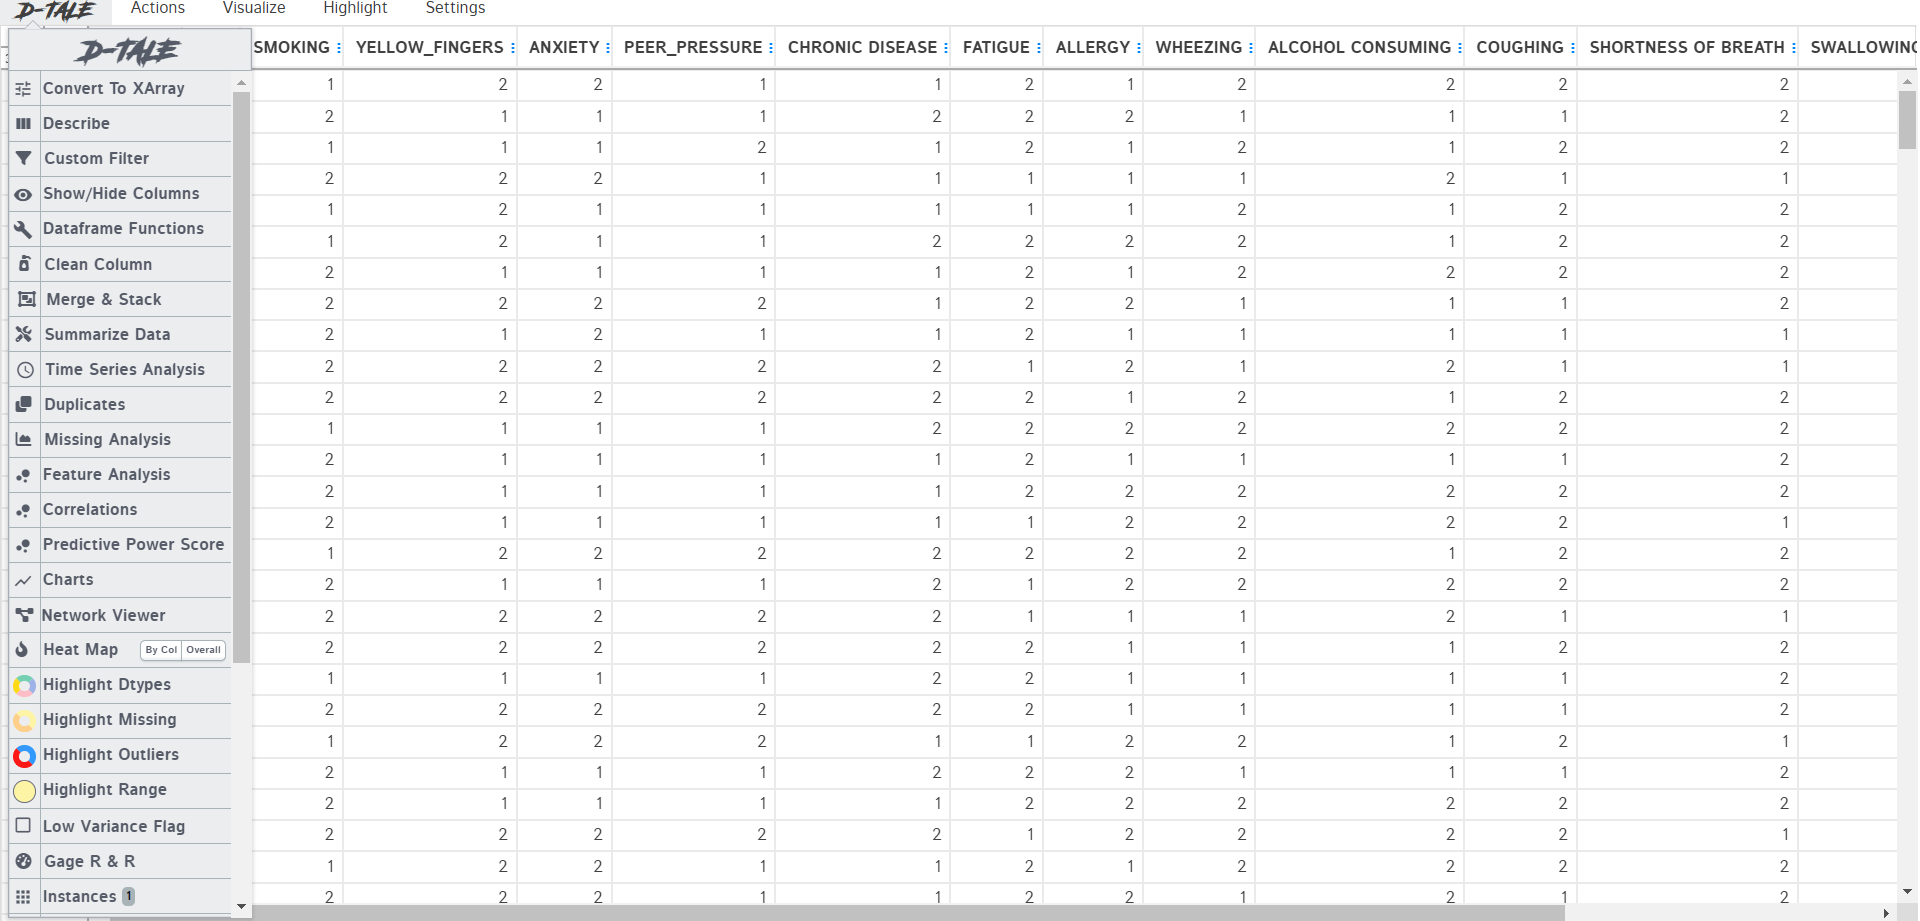 D-TALE Actions Visualize Highlight Settings
D-TALE
SMOKING YELLOW_FINGERS ANXIETY PEER_PRESSURE CHRONIC DISEASE FATIGUE ALLERGY WHEEZING ALCOHOL CONSUMING COUGHING SHORTNESS OF BREATH SWALLOWING
Convert To XArray
Describe
Custom Filter
Show/Hide Columns
Dataframe Functions
Clean Column
Merge & Stack
Summarize Data
Time Series Analysis
Duplicates
Missing Analysis
Feature Analysis
Correlations
Predictive Power Score
Charts
Network Viewer
Heat Map By Col Overall
Highlight Dtypes
Highlight Missing
Highlight Outliers
Highlight Range
Low Variance Flag
Gage R & R
Instances 1
1 2 2 1 1 2 1 2 2 2 2
2 1 1 1 2 2 2 1 1 1 2
1 1 1 2 1 2 1 2 1 2 2
2 2 2 1 1 1 1 1 2 1 1
1 2 1 1 1 1 1 2 1 2 2
1 2 1 1 2 2 2 2 1 2 2
2 1 1 1 1 2 1 2 2 2 2
2 2 2 2 1 2 2 1 1 1 2
2 1 2 1 1 2 1 1 1 1 1
2 2 2 2 2 1 2 1 2 1 1
2 2 2 2 2 2 1 2 1 2 2
1 1 1 1 2 2 2 2 2 2 2
2 1 1 1 1 2 1 1 1 1 2
2 1 1 1 1 2 2 2 2 2 2
2 1 1 1 1 1 2 2 2 2 1
1 2 2 2 2 2 2 2 1 2 2
2 1 1 1 2 1 2 2 2 2 2
2 2 2 2 2 1 1 1 2 1 1
2 2 2 2 2 2 1 1 1 2 2
1 1 1 1 2 2 1 1 1 1 2
2 2 2 2 2 2 1 1 1 1 2
1 2 2 2 1 1 2 2 1 2 1
2 1 1 1 2 2 2 1 1 1 2
2 1 1 1 1 2 2 2 2 2 2
2 2 2 2 2 1 2 2 2 2 1
1 2 2 1 1 2 1 2 2 2 2
2 2 2 1 1 2 2 1 2 1 2